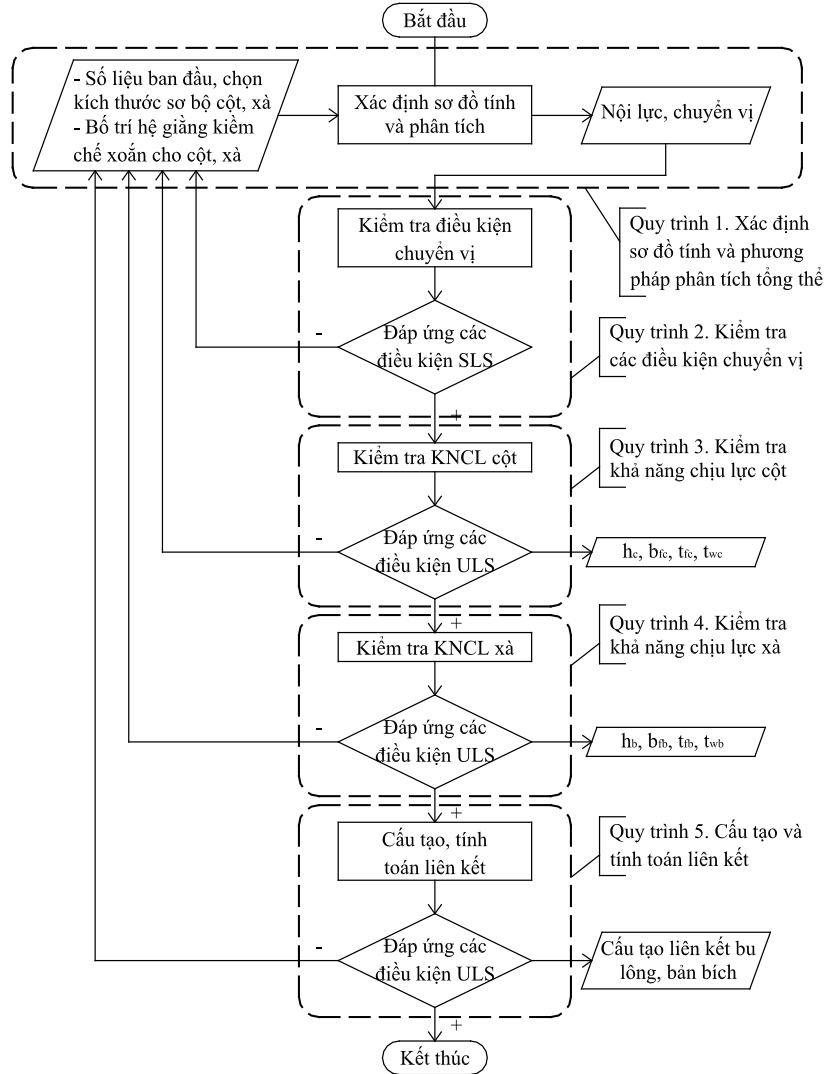 Bắt đầu
- Số liệu ban đầu, chọn
kích thước sơ bộ cột, xà
- Bố trí hệ giằng kiềm
chế xoắn cho cột, xà
Xác định sơ đồ tính
và phân tích
Nội lực, chuyển vị
Quy trình 1. Xác định
sơ đồ tính và phương
pháp phân tích tổng thể
Kiểm tra điều kiện
chuyển vị
-
Đáp ứng các
điều kiện SLS
Quy trình 2. Kiểm tra
các điều kiện chuyển vị
+
Kiểm tra KNCL cột
Quy trình 3. Kiểm tra
khả năng chịu lực cột
-
Đáp ứng các
điều kiện ULS
hc, bfc, tfc, twc
+
Kiểm tra KNCL xà
Quy trình 4. Kiểm tra
khả năng chịu lực xà
-
Đáp ứng các
điều kiện ULS
hb, bfb, tfb, twb
+
Cấu tạo, tính
toán liên kết
Quy trình 5. Cấu tạo và
tính toán liên kết
-
Đáp ứng các
điều kiện ULS
Cấu tạo liên kết bu
lông, bản bích
+
Kết thúc